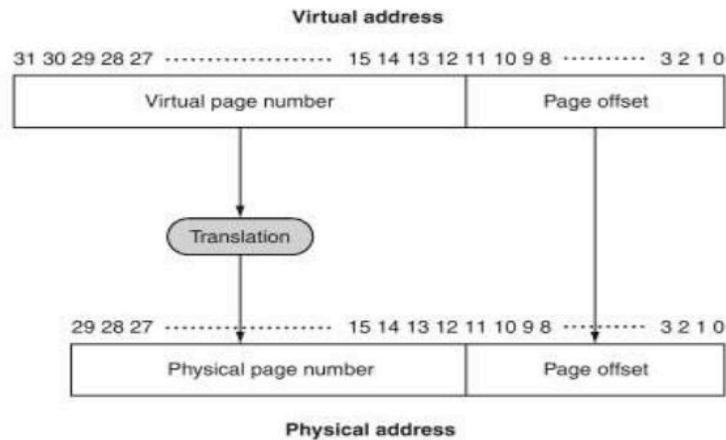 Virtual address
31 30 29 28 27 ···················· 15 14 13 12 11 10 9 8 ·········· 3 2 1 0
Virtual page number Page offset
Translation
29 28 27 ···················· 15 14 13 12 11 10 9 8 ·········· 3 2 1 0
Physical page number Page offset
Physical address